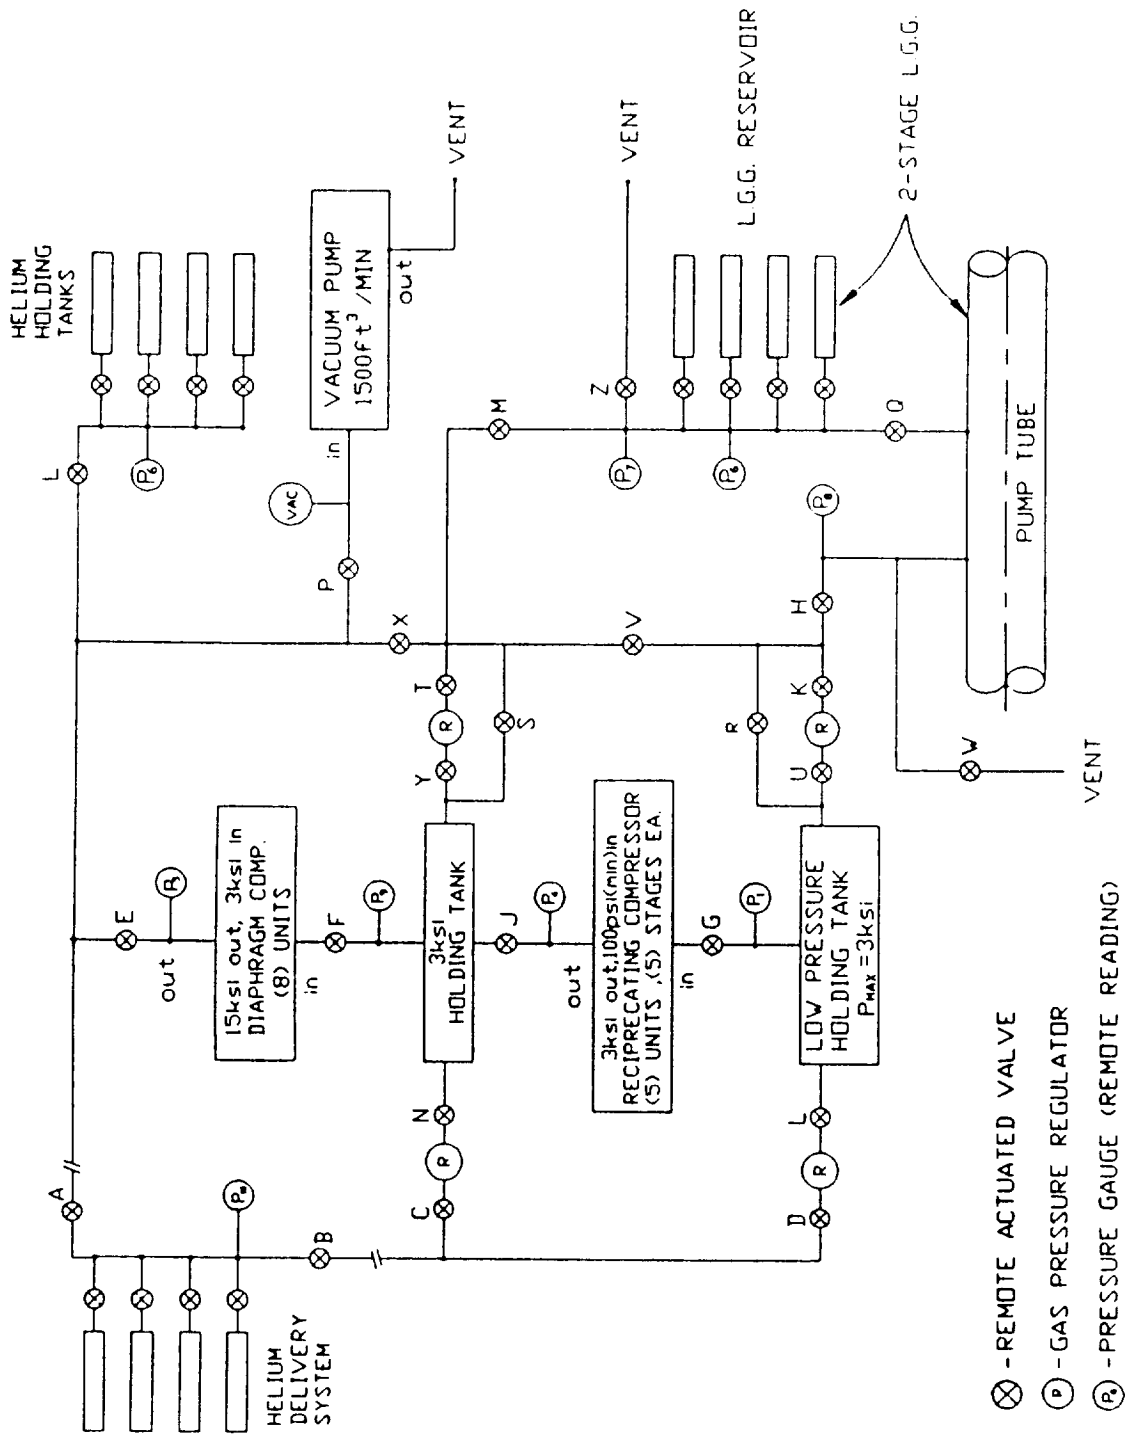 HELIUM
HOLDING
TANKS
L
P6
VACUUM PUMP
1500ft³/MIN
in
out
VENT
VAC
P
X
M
Z
VENT
P7
P6
L.G.G. RESERVOIR
2-STAGE L.G.G.
Q
P8
H
PUMP TUBE
V
T
R
Y
S
R
K
R
U
W
VENT
E
P3
out
15ksi out, 3ksi in
DIAPHRAGM COMP.
(8) UNITS
in
F
3ksi
HOLDING TANK
J
out
3ksi out,100psi(min)in
RECIPRECATING COMPRESSOR
(5) UNITS ,(5) STAGES EA.
in
G
P1
LOW PRESSURE
HOLDING TANK
PMAX =3ksi
A
B
N
R
C
L
R
D
HELIUM
DELIVERY
SYSTEM
-REMOTE ACTUATED VALVE
P -GAS PRESSURE REGULATOR
-PRESSURE GAUGE (REMOTE READING)